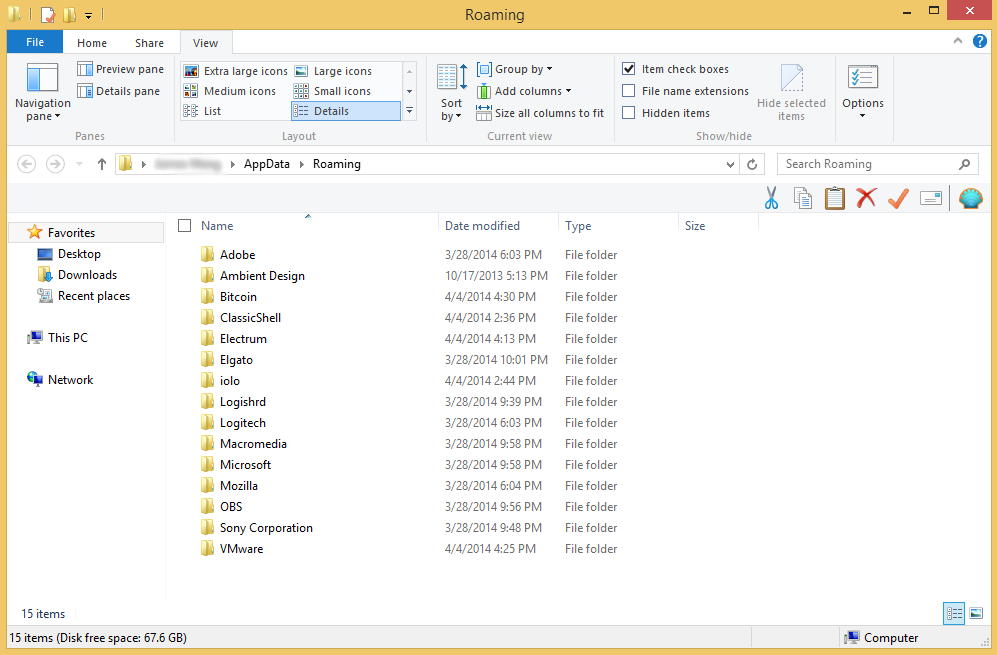 Roaming
File Home Share View
Navigation pane
Preview pane
Details pane
Panes
Extra large icons Large icons
Medium icons Small icons
List Details
Layout
Sort by
Group by
Add columns
Size all columns to fit
Current view
Item check boxes
File name extensions
Hidden items
Hide selected items
Show/hide
Options
AppData Roaming
Search Roaming
Favorites
Desktop
Downloads
Recent places
This PC
Network
Name Date modified Type Size
Adobe 3/28/2014 6:03 PM File folder
Ambient Design 10/17/2013 5:13 PM File folder
Bitcoin 4/4/2014 4:30 PM File folder
ClassicShell 4/4/2014 2:36 PM File folder
Electrum 4/4/2014 4:13 PM File folder
Elgato 3/28/2014 10:01 PM File folder
iolo 4/4/2014 2:44 PM File folder
Logishrd 3/28/2014 9:39 PM File folder
Logitech 3/28/2014 6:03 PM File folder
Macromedia 3/28/2014 9:58 PM File folder
Microsoft 3/28/2014 9:58 PM File folder
Mozilla 3/28/2014 6:04 PM File folder
OBS 3/28/2014 9:56 PM File folder
Sony Corporation 3/28/2014 9:48 PM File folder
VMware 4/4/2014 4:25 PM File folder
15 items
15 items (Disk free space: 67.6 GB) Computer